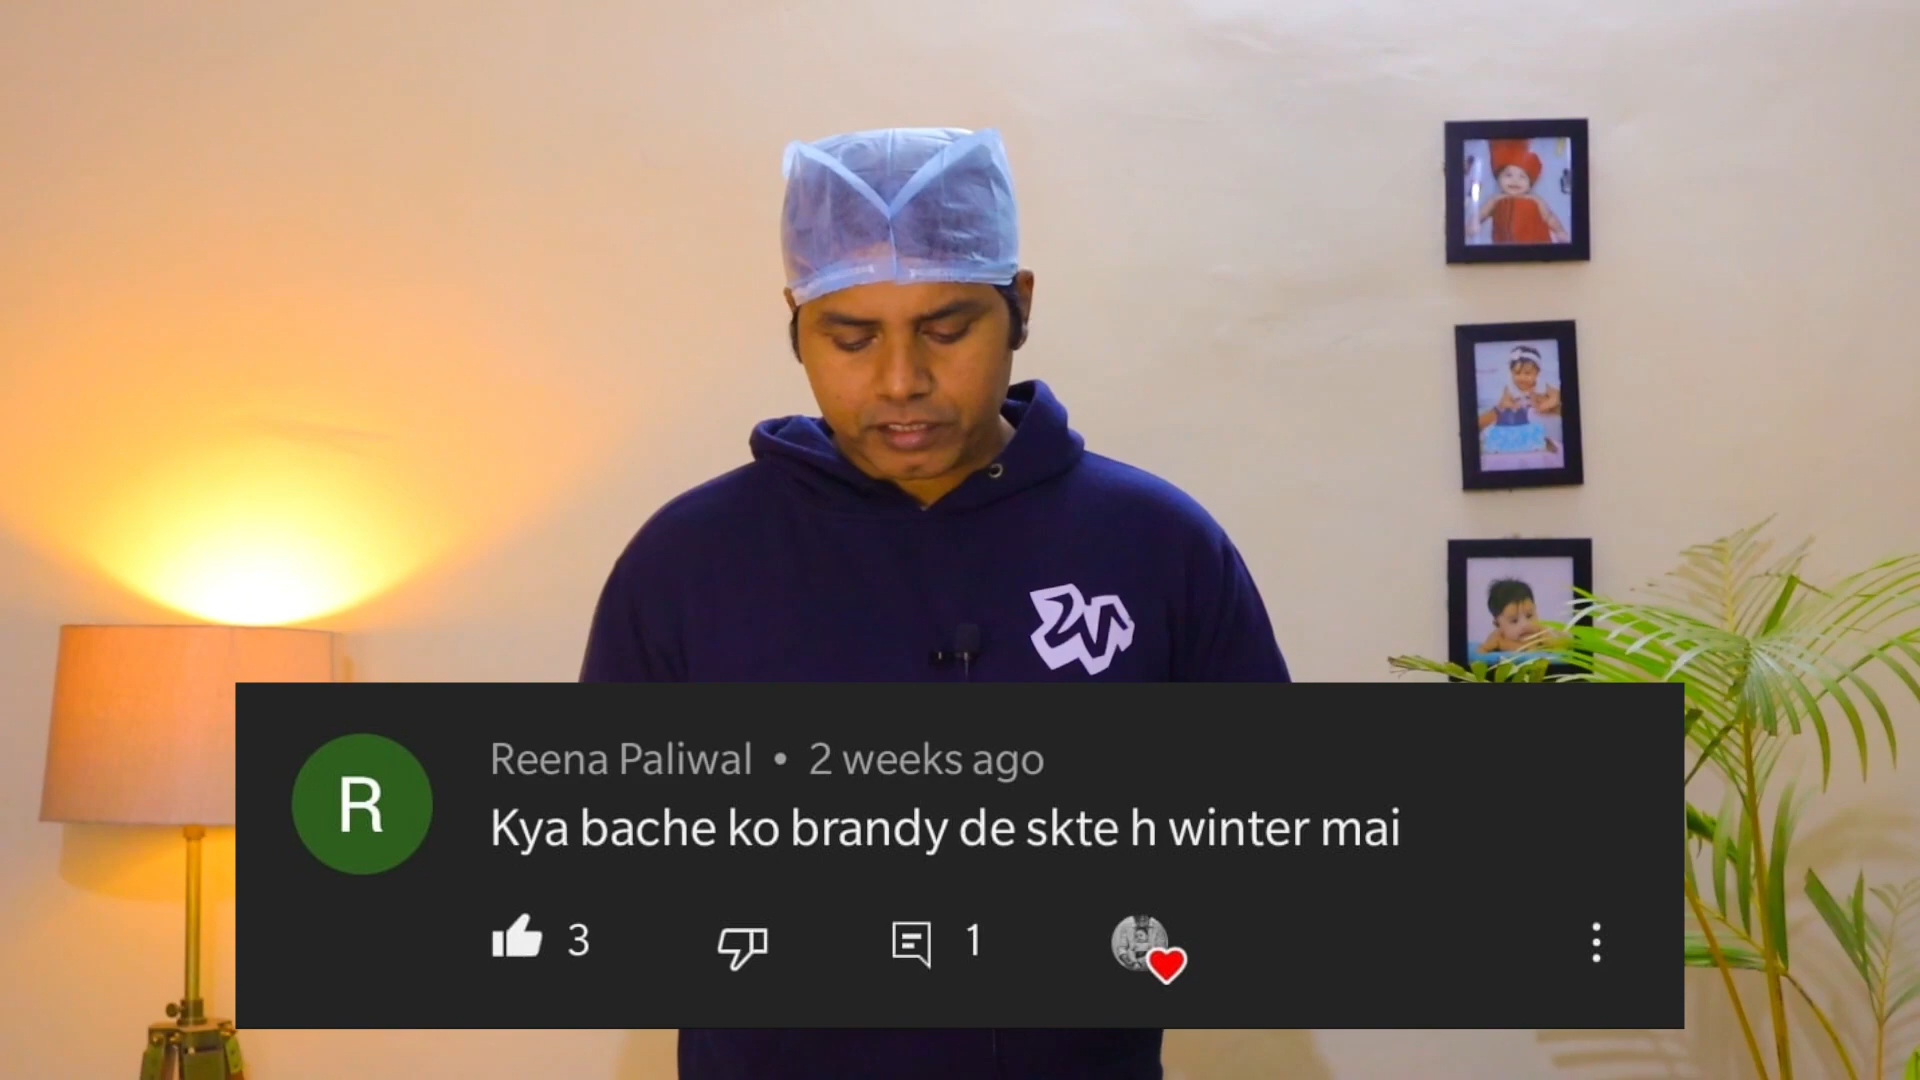 R
Reena Paliwal • 2 weeks ago
Kya bache ko brandy de skte h winter mai
3
1